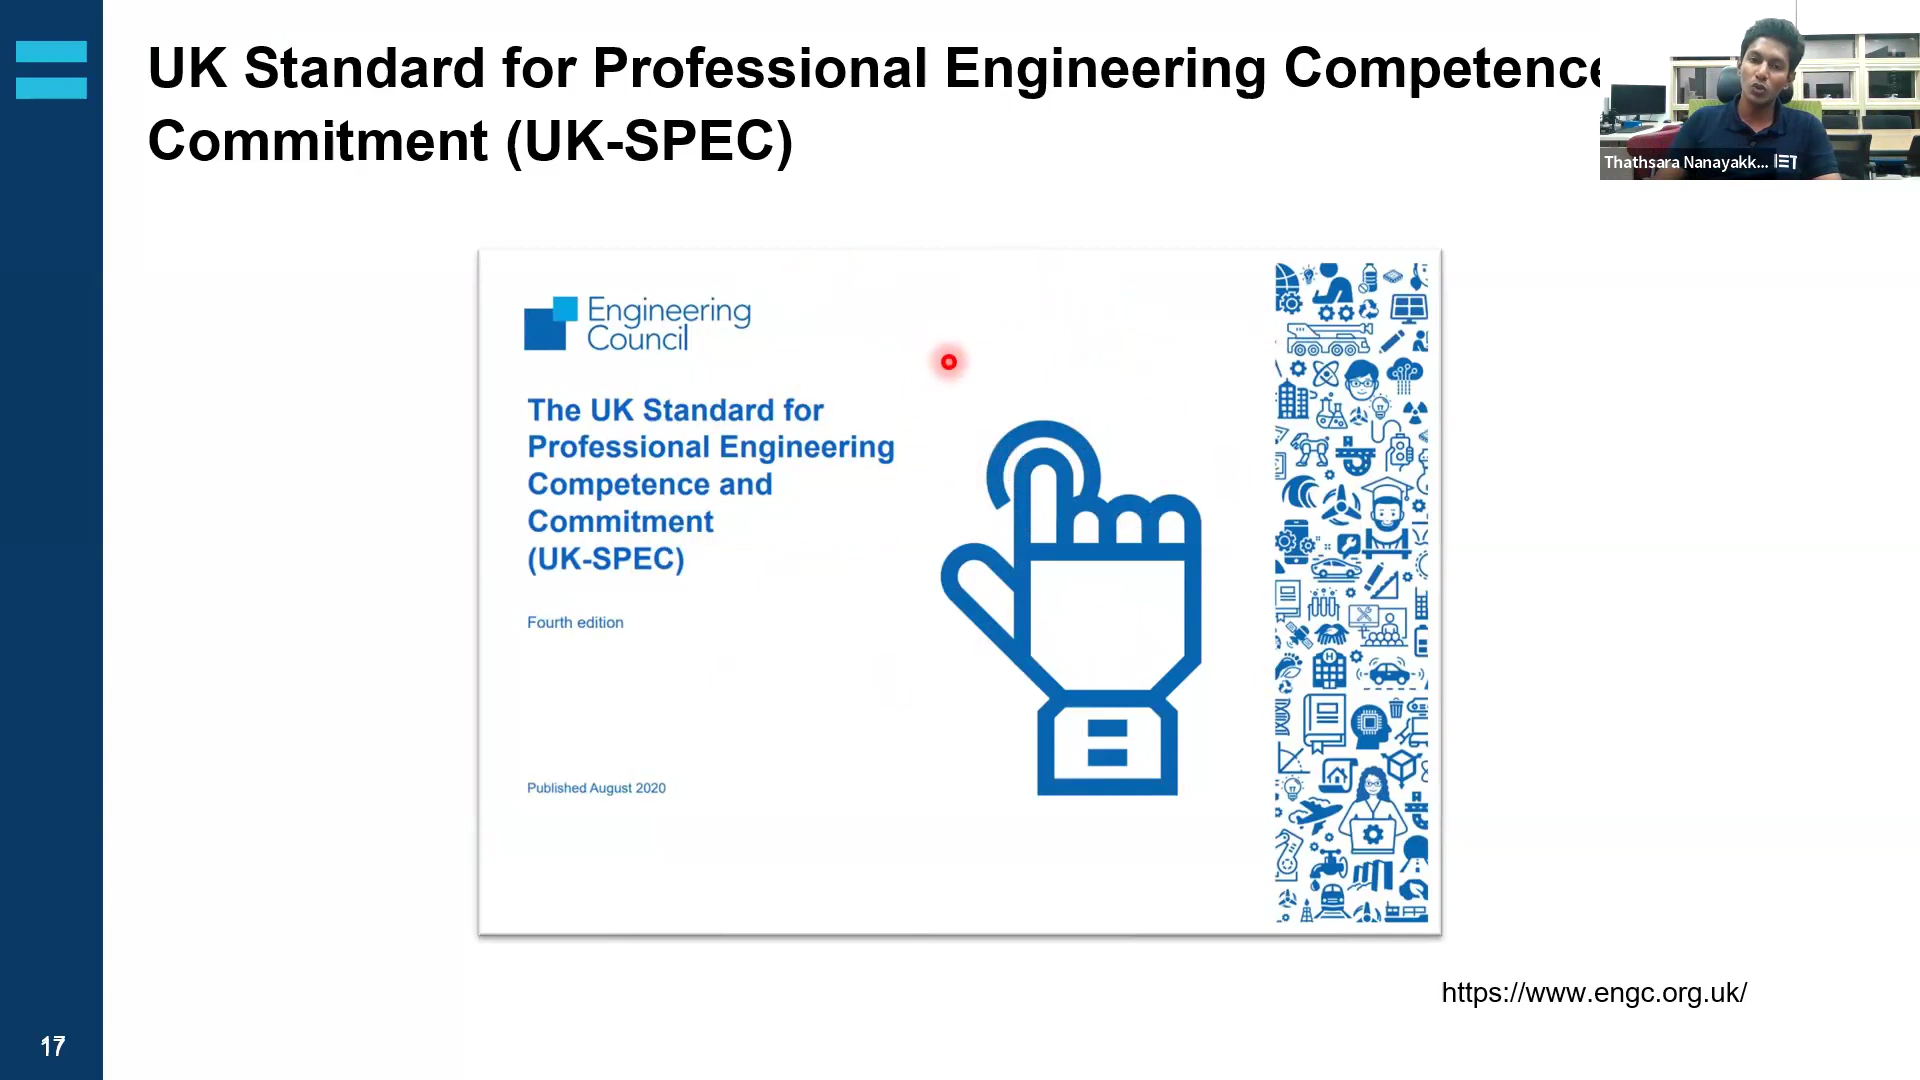 UK Standard for Professional Engineering Competence
Commitment (UK-SPEC)
Thathsara Nanayakk... IET
Engineering
Council
The UK Standard for
Professional Engineering
Competence and
Commitment
(UK-SPEC)
Fourth edition
Published August 2020
H
https://www.engc.org.uk/
17